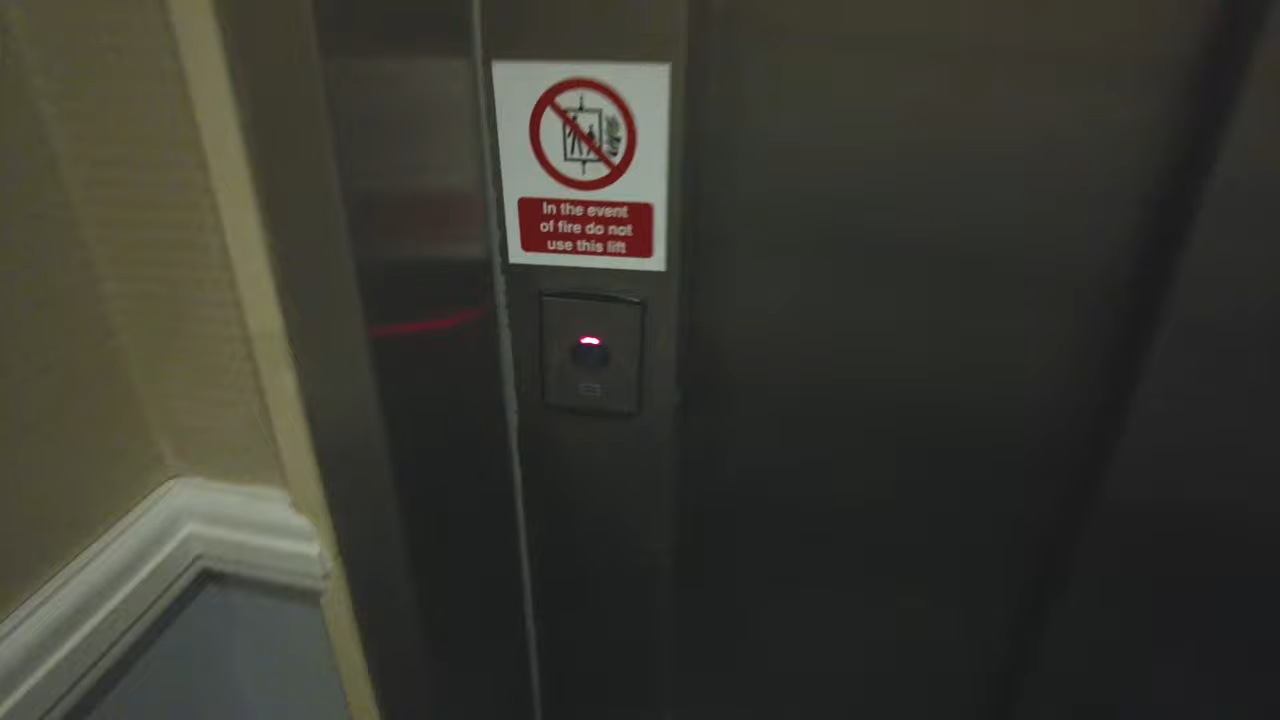 In the event
of fire do not
use this lift